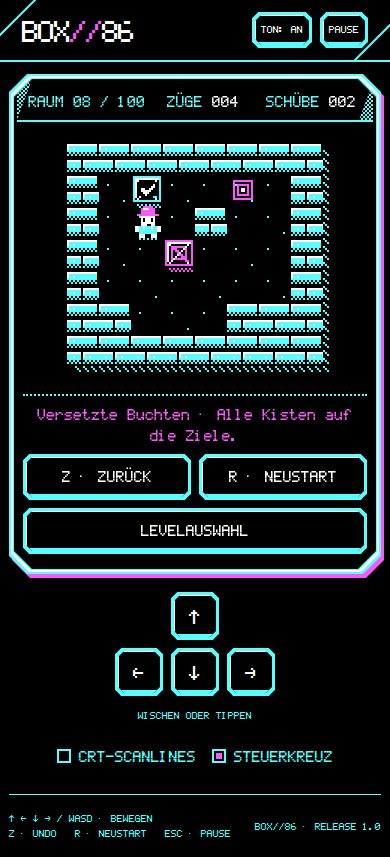 BOX//86
TON: AN
PAUSE
RAUM 08 / 100 ZÜGE 004 SCHÜBE 002
Versetzte Buchten · Alle Kisten auf
die Ziele.
Z · ZURÜCK
R · NEUSTART
LEVELAUSWAHL
↑
← ↓ →
WISCHEN ODER TIPPEN
CRT-SCANLINES STEUERKREUZ
↑ ← ↓ → / WASD · BEWEGEN
Z · UNDO R · NEUSTART ESC · PAUSE
BOX//86 · RELEASE 1.0